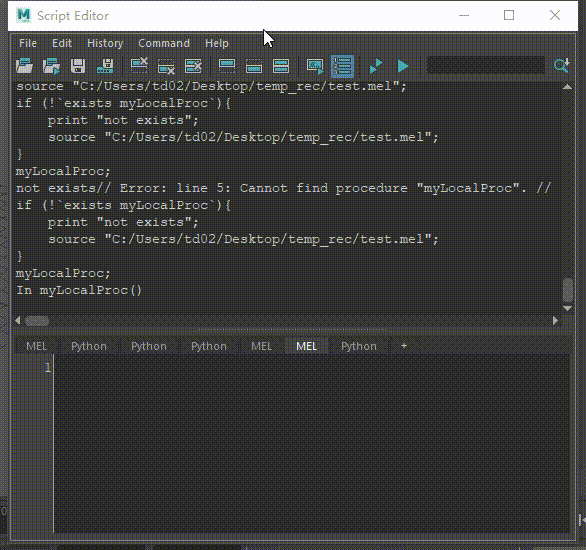 Script Editor
File Edit History Command Help
source "C:/Users/td02/Desktop/temp_rec/test.mel";
if (!`exists myLocalProc`){
    print "not exists";
    source "C:/Users/td02/Desktop/temp_rec/test.mel";
}
myLocalProc;
not exists// Error: line 5: Cannot find procedure "myLocalProc". //
if (!`exists myLocalProc`){
    print "not exists";
    source "C:/Users/td02/Desktop/temp_rec/test.mel";
}
myLocalProc;
In myLocalProc()
MEL Python Python Python MEL MEL Python +
1